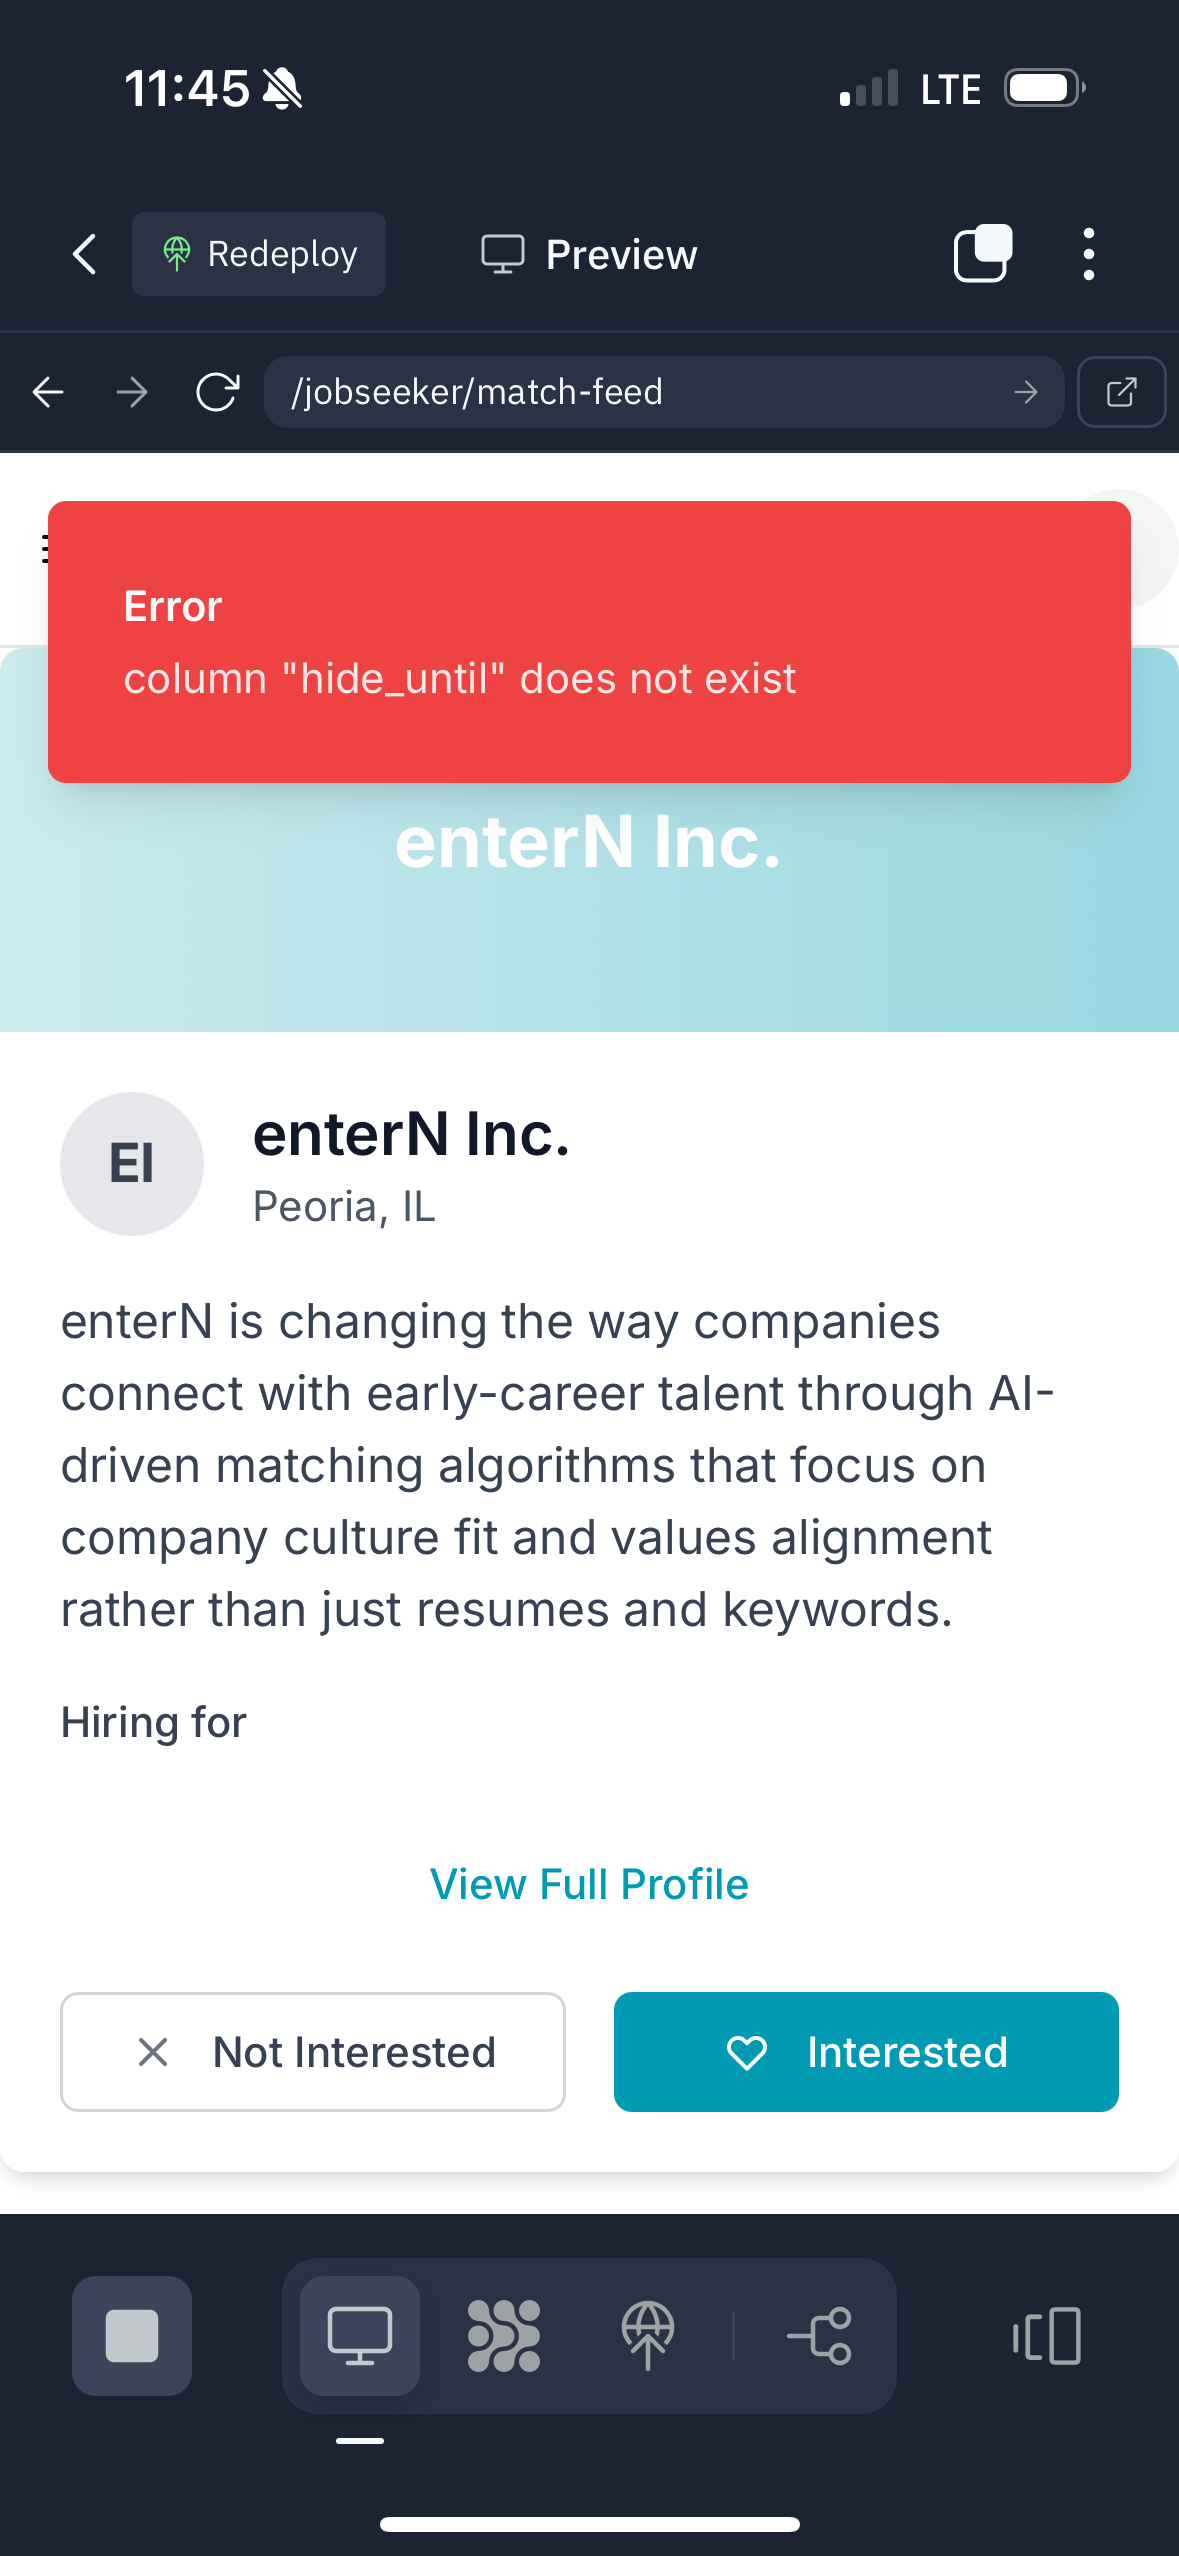 11:45
LTE
Redeploy
Preview
/jobseeker/match-feed
Error
column "hide_until" does not exist
enterN Inc.
EI
enterN Inc.
Peoria, IL
enterN is changing the way companies
connect with early-career talent through AI-
driven matching algorithms that focus on
company culture fit and values alignment
rather than just resumes and keywords.
Hiring for
View Full Profile
Not Interested
Interested